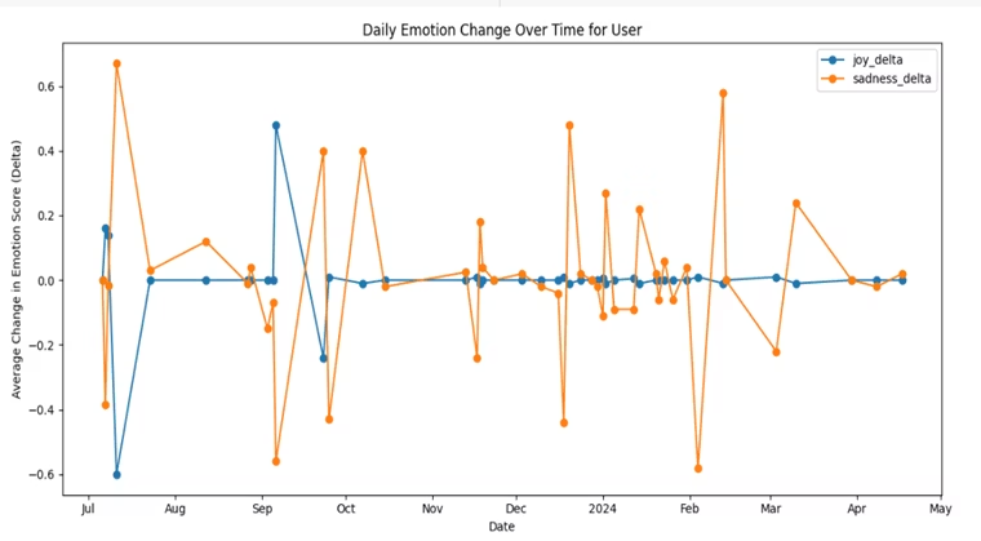 Daily Emotion Change Over Time for User
joy_delta
sadness_delta
Average Change in Emotion Score (Delta)
0.6
0.4
0.2
0.0
−0.2
−0.4
−0.6
Jul Aug Sep Oct Nov Dec 2024 Feb Mar Apr May
Date